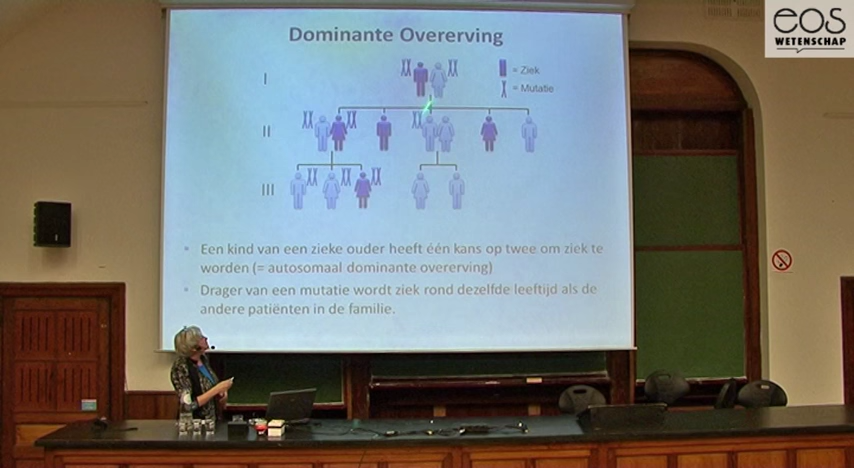 eos
WETENSCHAP
Dominante Overerving
I
= Ziek
= Mutatie
II
III
Een kind van een zieke ouder heeft één kans op twee om ziek te
worden (= autosomaal dominante overerving)
Drager van een mutatie wordt ziek rond dezelfde leeftijd als de
andere patiënten in de familie.